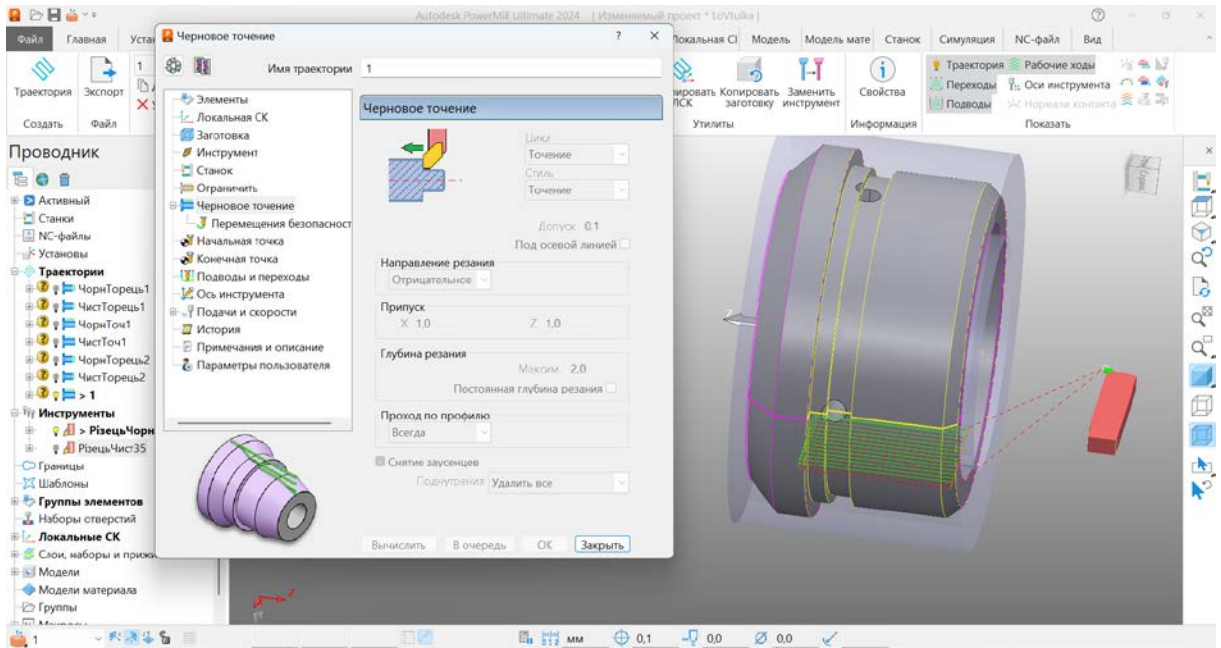 Autodesk PowerMill Ultimate 2024 [Изменяемый проект * LoVtulka]
Файл Главная Уста Локальная СІ Модель Модель мате Станок Симуляция NC-файл Вид
Черновое точение ? ×
Траектория Экспорт 1
Создать Файл
Копировать заготовку Заменить инструмент Свойства
Траектория Рабочие ходы
Переходы Оси инструмента
Подводы Нормали контакта
Утилиты Информация Показать
Имя траектории 1
Проводник
Активный
Станки
NC-файлы
Установы
Траектории
ЧорнТорець1
ЧистТорець1
ЧорнТоч1
ЧистТоч1
ЧорнТорець2
ЧистТорець2
> 1
Инструменты
> РізецьЧорн
РізецьЧист35
Границы
Шаблоны
Группы элементов
Наборы отверстий
Локальные СК
Слои, наборы и прижи
Модели
Модели материала
Группы
Элементы
Локальная СК
Заготовка
Инструмент
Станок
Ограничить
Черновое точение
Перемещения безопасност
Начальная точка
Конечная точка
Подводы и переходы
Ось инструмента
Подачи и скорости
История
Примечания и описание
Параметры пользователя
Черновое точение
Цикл
Точение
Стиль
Точение
Допуск 0.1
Под осевой линией
Направление резания
Отрицательное
Припуск
X 1,0 Z 1,0
Глубина резания
Максим. 2,0
Постоянная глубина резания
Проход по профилю
Всегда
Снятие заусенцев
Поднутрения Удалить все
Вычислить В очередь ОК Закрыть
Z
Z
1 мм 0,1 0,0 0,0